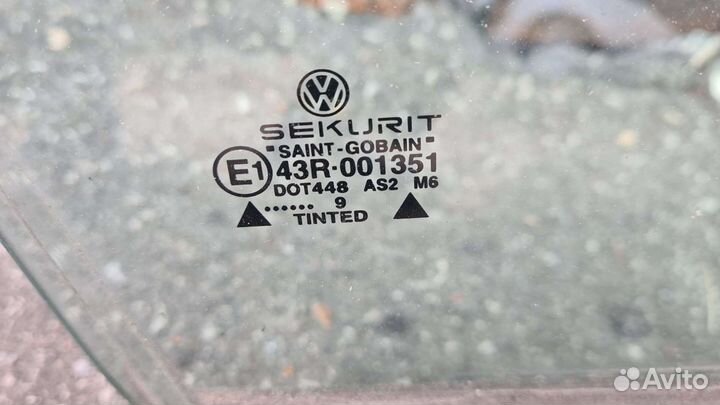 SEKURIT
SAINT-GOBAIN
E1 43R-001351
DOT448 AS2 M6
...... 9
TINTED
Avito